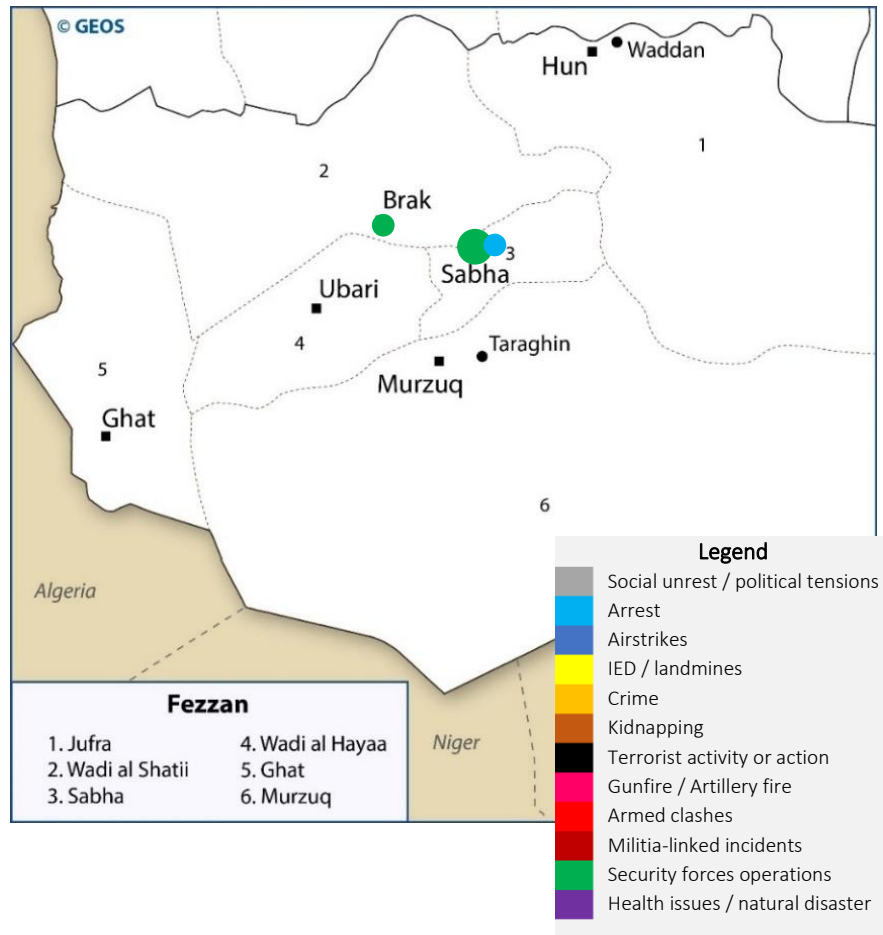 © GEOS
Waddan
Hun
1
2
Brak
3
Sabha
Ubari
4
Taraghin
Murzuq
5
Ghat
6
Algeria
Niger
Fezzan
1. Jufra
2. Wadi al Shatii
3. Sabha
4. Wadi al Hayaa
5. Ghat
6. Murzuq
Legend
Social unrest / political tensions
Arrest
Airstrikes
IED / landmines
Crime
Kidnapping
Terrorist activity or action
Gunfire / Artillery fire
Armed clashes
Militia-linked incidents
Security forces operations
Health issues / natural disaster